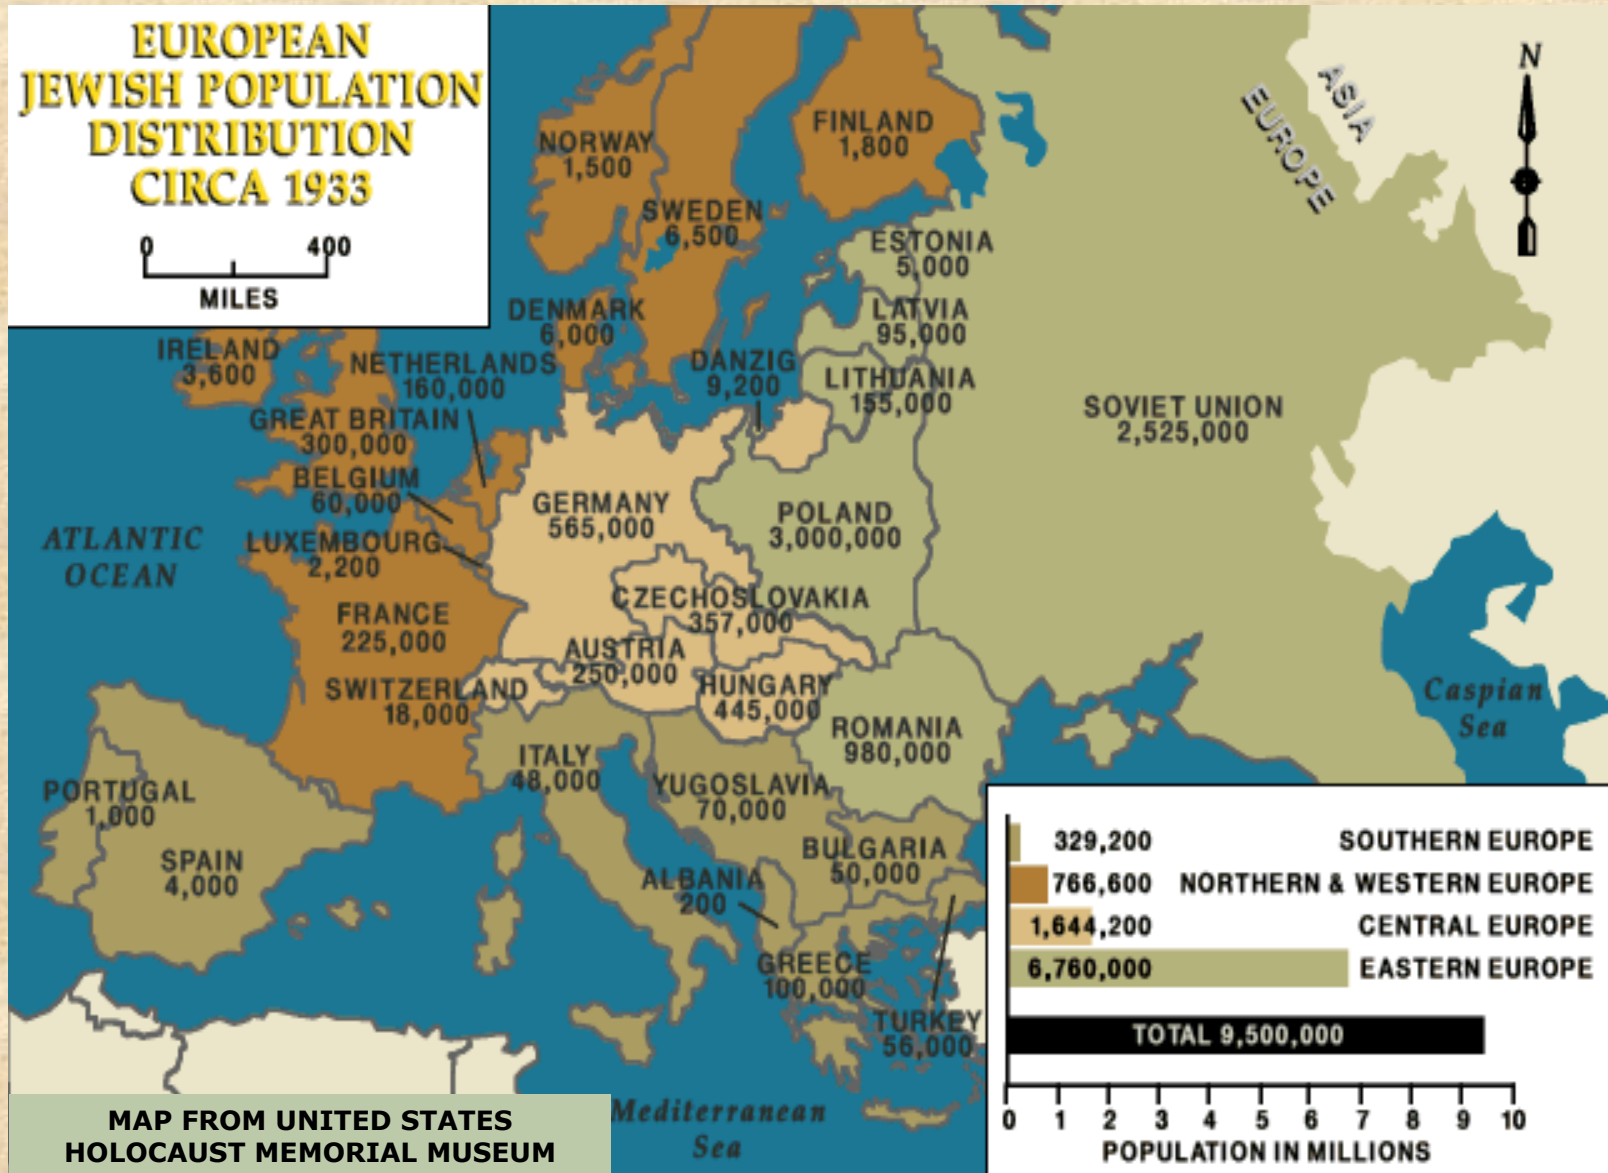 EUROPEAN
JEWISH POPULATION
DISTRIBUTION
CIRCA 1933
0 400
MILES
N
ASIA
EUROPE
NORWAY
1,500
FINLAND
1,800
SWEDEN
6,500
ESTONIA
5,000
DENMARK
6,000
LATVIA
95,000
IRELAND
3,600
NETHERLANDS
160,000
DANZIG
9,200
LITHUANIA
155,000
GREAT BRITAIN
300,000
SOVIET UNION
2,525,000
BELGIUM
60,000
GERMANY
565,000
POLAND
3,000,000
ATLANTIC
OCEAN
LUXEMBOURG
2,200
CZECHOSLOVAKIA
357,000
FRANCE
225,000
AUSTRIA
250,000
SWITZERLAND
18,000
HUNGARY
445,000
ROMANIA
980,000
Caspian
Sea
ITALY
48,000
YUGOSLAVIA
70,000
PORTUGAL
1,000
SPAIN
4,000
BULGARIA
50,000
ALBANIA
200
GREECE
100,000
TURKEY
56,000
Mediterranean
Sea
329,200 SOUTHERN EUROPE
766,600 NORTHERN & WESTERN EUROPE
1,644,200 CENTRAL EUROPE
6,760,000 EASTERN EUROPE
TOTAL 9,500,000
0 1 2 3 4 5 6 7 8 9 10
POPULATION IN MILLIONS
MAP FROM UNITED STATES
HOLOCAUST MEMORIAL MUSEUM